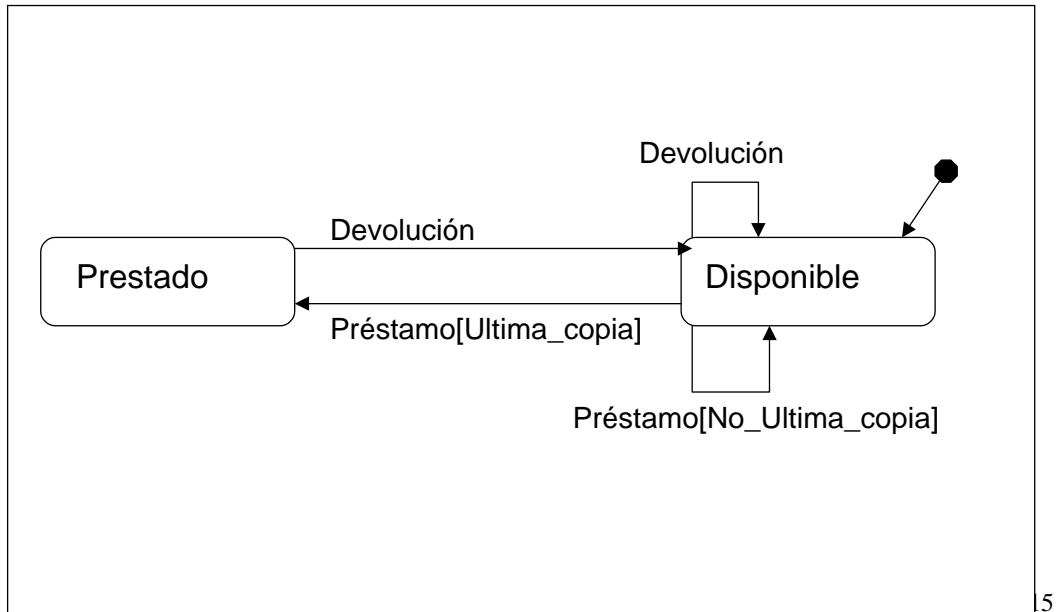 Devolución
Devolución
Prestado
Disponible
Préstamo[Ultima_copia]
Préstamo[No_Ultima_copia]
15